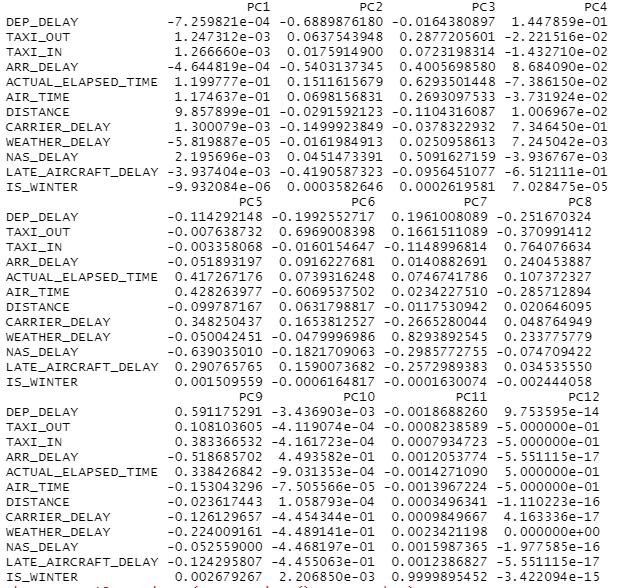 PC1 PC2 PC3 PC4
DEP_DELAY -7.259821e-04 -0.6889876180 -0.0164380897 1.447859e-01
TAXI_OUT 1.247312e-03 0.0637543948 0.2877205601 -2.221516e-02
TAXI_IN 1.266660e-03 0.0175914900 0.0723198314 -1.432710e-02
ARR_DELAY -4.644819e-04 -0.5403137345 0.4005698580 8.684090e-02
ACTUAL_ELAPSED_TIME 1.199777e-01 0.1511615679 0.6293501448 -7.386150e-02
AIR_TIME 1.174637e-01 0.0698156831 0.2693097533 -3.731924e-02
DISTANCE 9.857899e-01 -0.0291592123 -0.1104316087 1.006967e-02
CARRIER_DELAY 1.300079e-03 -0.1499923849 -0.0378322932 7.346450e-01
WEATHER_DELAY -5.819887e-05 -0.0161984913 0.0250958613 7.245042e-03
NAS_DELAY 2.195696e-03 0.0451473391 0.5091627159 -3.936767e-03
LATE_AIRCRAFT_DELAY -3.937404e-03 -0.4190587323 -0.0956451077 -6.512111e-01
IS_WINTER -9.932084e-06 0.0003582646 0.0002619581 7.028475e-05
PC5 PC6 PC7 PC8
DEP_DELAY -0.114292148 -0.1992552717 0.1961008089 -0.251670324
TAXI_OUT -0.007638732 0.6969008398 0.1661511089 -0.370991412
TAXI_IN -0.003358068 -0.0160154647 -0.1148996814 0.764076634
ARR_DELAY -0.051893197 0.0916227681 0.0140882691 0.240453887
ACTUAL_ELAPSED_TIME 0.417267176 0.0739316248 0.0746741786 0.107372327
AIR_TIME 0.428263977 -0.6069537502 0.0234227510 -0.285712894
DISTANCE -0.099787167 0.0631798817 -0.0117530942 0.020646095
CARRIER_DELAY 0.348250437 0.1653812527 -0.2665280044 0.048764949
WEATHER_DELAY -0.050042451 -0.0479996986 0.8293892545 0.233775779
NAS_DELAY -0.639035010 -0.1821709063 -0.2985772755 -0.074709422
LATE_AIRCRAFT_DELAY 0.290765765 0.1590073682 -0.2572989383 0.034535550
IS_WINTER 0.001509559 -0.0006164817 -0.0001630074 -0.002444058
PC9 PC10 PC11 PC12
DEP_DELAY 0.591175291 -3.436903e-03 -0.0018688260 9.753595e-14
TAXI_OUT 0.108103605 -4.119074e-04 -0.0008238589 -5.000000e-01
TAXI_IN 0.383366532 -4.161723e-04 0.0007934723 -5.000000e-01
ARR_DELAY -0.518685702 4.493582e-01 0.0012053774 -5.551115e-17
ACTUAL_ELAPSED_TIME 0.338426842 -9.031353e-04 -0.0014271090 5.000000e-01
AIR_TIME -0.153043296 -7.505566e-05 -0.0013967224 -5.000000e-01
DISTANCE -0.023617443 1.058793e-04 0.0003496341 -1.110223e-16
CARRIER_DELAY -0.126129657 -4.454344e-01 0.0009849667 4.163336e-17
WEATHER_DELAY -0.224009161 -4.489141e-01 0.0023421198 0.000000e+00
NAS_DELAY -0.052559000 -4.468197e-01 0.0015987365 -1.977585e-16
LATE_AIRCRAFT_DELAY -0.124295807 -4.455063e-01 0.0012386827 -5.551115e-17
IS_WINTER 0.002679267 2.206850e-03 0.9999895452 -3.422094e-15